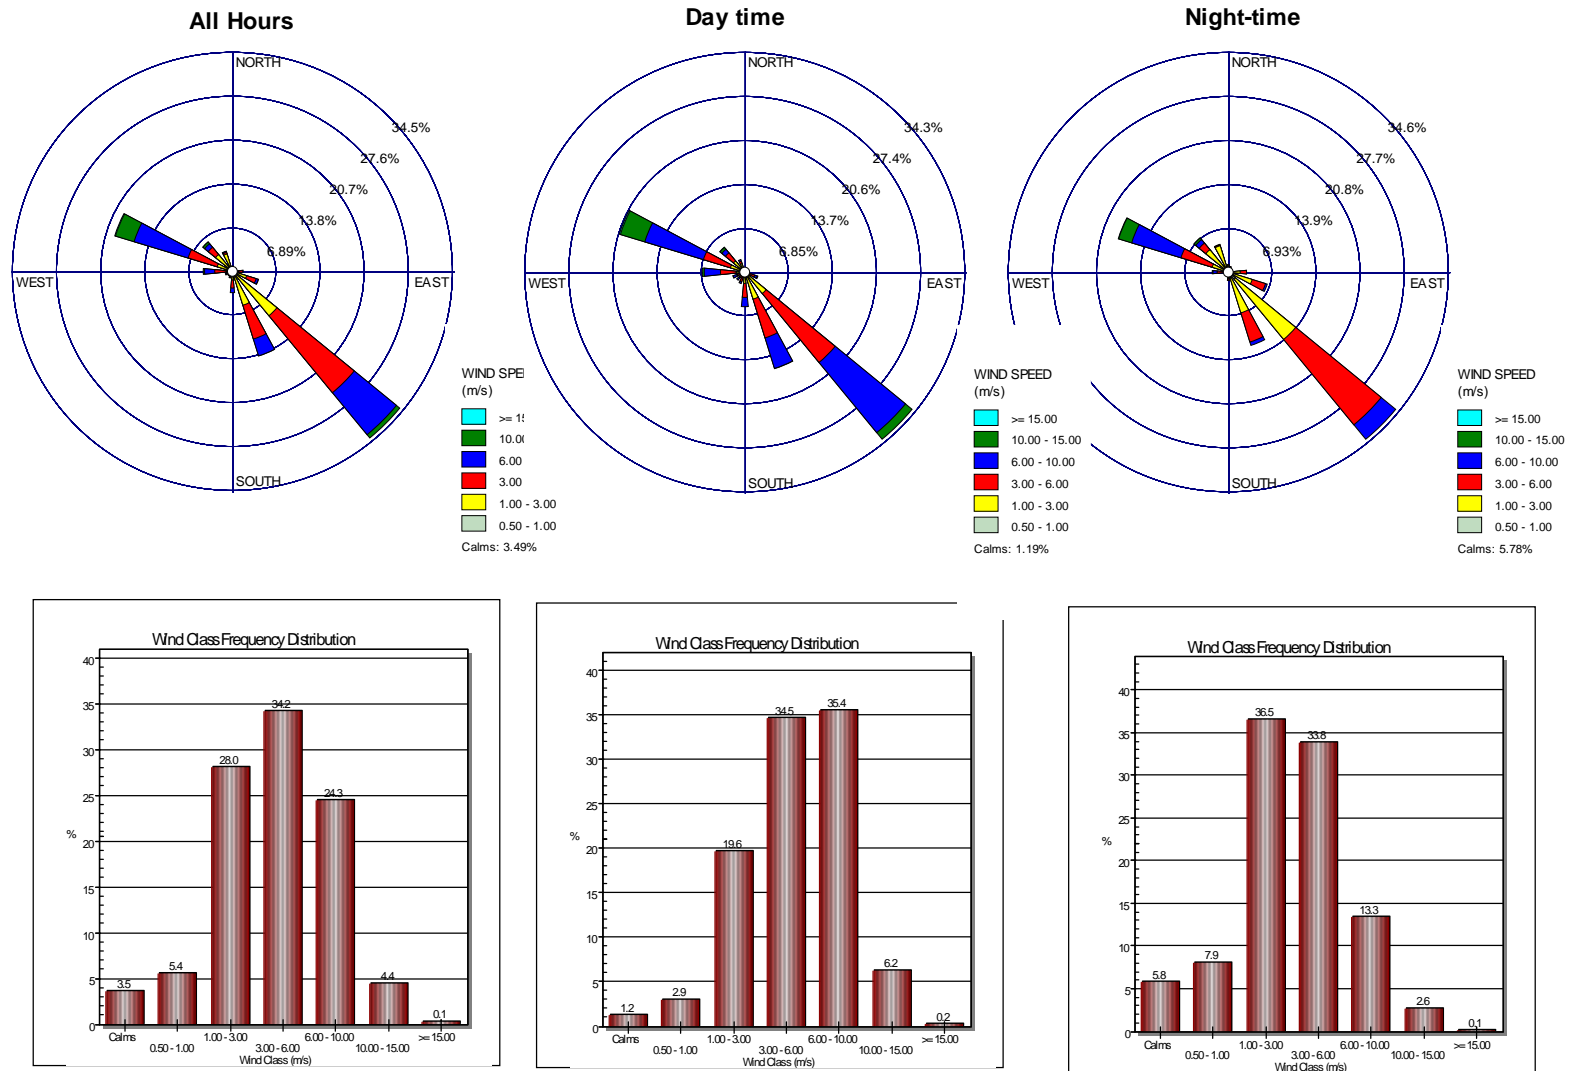 All Hours
Day time
Night-time
NORTH
34.5%
27.6%
20.7%
13.8%
6.89%
WEST
EAST
SOUTH
WIND SPE
(m/s)
>= 15
10.00
6.00
3.00
1.00 - 3.00
0.50 - 1.00
Calms: 3.49%
NORTH
34.3%
27.4%
20.6%
13.7%
6.85%
WEST
EAST
SOUTH
WIND SPEED
(m/s)
>= 15.00
10.00 - 15.00
6.00 - 10.00
3.00 - 6.00
1.00 - 3.00
0.50 - 1.00
Calms: 1.19%
NORTH
34.6%
27.7%
20.8%
13.9%
6.93%
WEST
EAST
SOUTH
WIND SPEED
(m/s)
>= 15.00
10.00 - 15.00
6.00 - 10.00
3.00 - 6.00
1.00 - 3.00
0.50 - 1.00
Calms: 5.78%
Wind Class Frequency Distribution
40
35
30
25
20
15
10
5
0
%
3.5
5.4
28.0
34.2
24.3
4.4
0.1
Calms
0.50 - 1.00
1.00 - 3.00
3.00 - 6.00
6.00 - 10.00
10.00 - 15.00
>= 15.00
Wind Class (m/s)
Wind Class Frequency Distribution
40
35
30
25
20
15
10
5
0
%
1.2
2.9
19.6
34.5
35.4
6.2
0.2
Calms
0.50 - 1.00
1.00 - 3.00
3.00 - 6.00
6.00 - 10.00
10.00 - 15.00
>= 15.00
Wind Class (m/s)
Wind Class Frequency Distribution
40
35
30
25
20
15
10
5
0
%
5.8
7.9
36.5
33.8
13.3
2.6
0.1
Calms
0.50 - 1.00
1.00 - 3.00
3.00 - 6.00
6.00 - 10.00
10.00 - 15.00
>= 15.00
Wind Class (m/s)